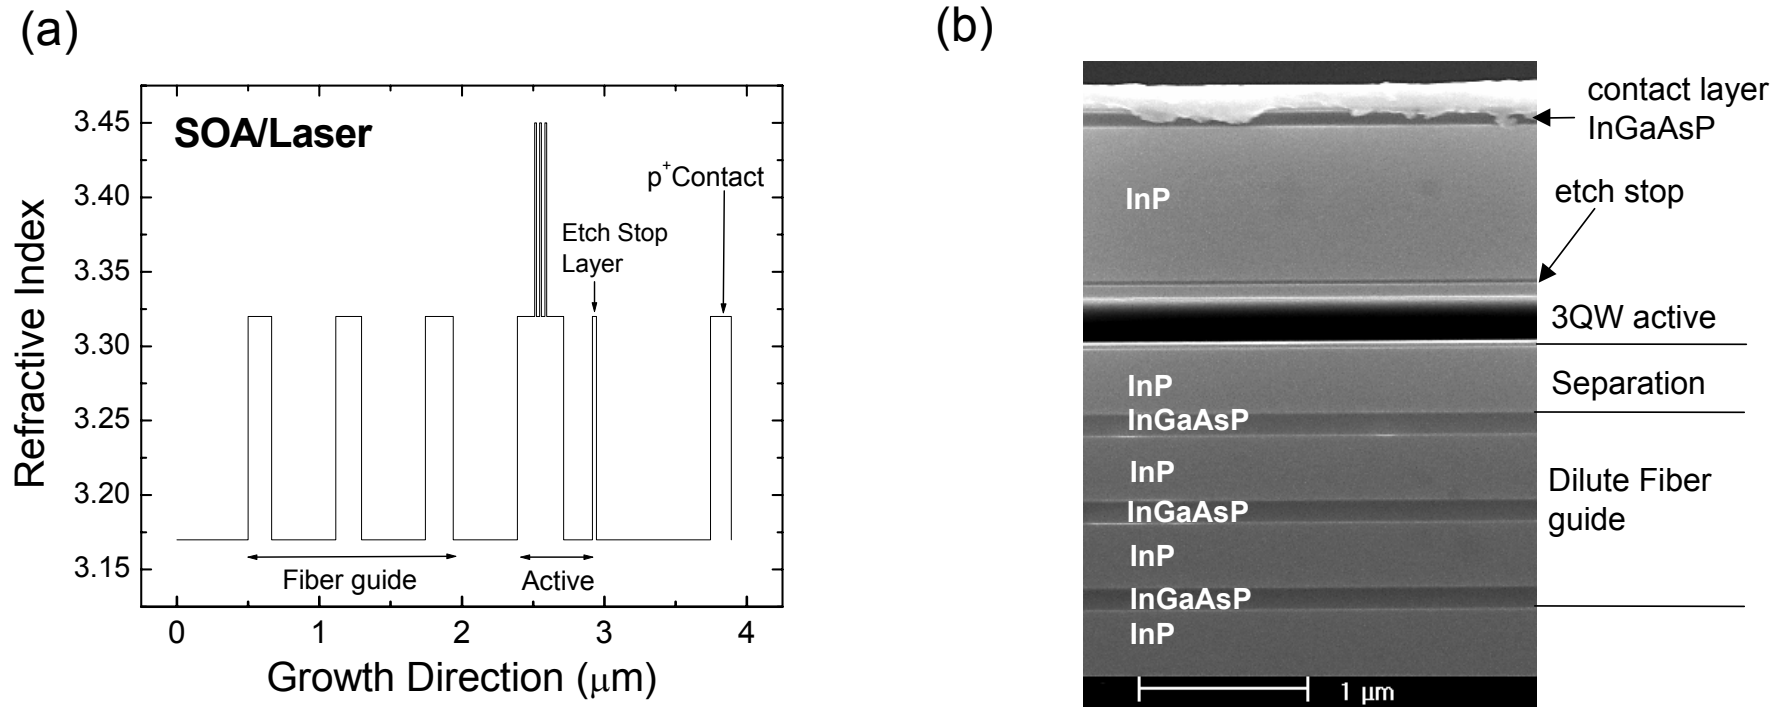 (a)
SOA/Laser
3.45
3.40
3.35
3.30
3.25
3.20
3.15
Refractive Index
p+Contact
Etch Stop
Layer
Fiber guide
Active
0
1
2
3
4
Growth Direction (μm)
(b)
contact layer
InGaAsP
InP
etch stop
3QW active
InP
Separation
InGaAsP
InP
Dilute Fiber
guide
InGaAsP
InP
InGaAsP
InP
1 μm